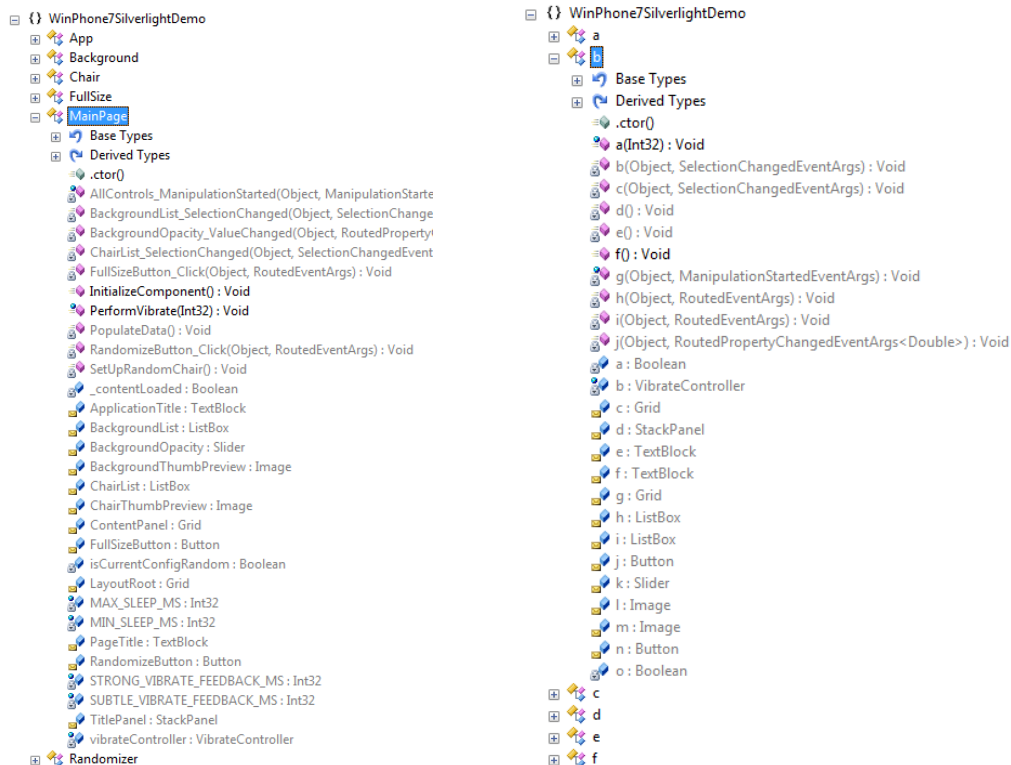 WinPhone7SilverlightDemo
App
Background
Chair
FullSize
MainPage
Base Types
Derived Types
.ctor()
AllControls_ManipulationStarted(Object, ManipulationStarte
BackgroundList_SelectionChanged(Object, SelectionChange
BackgroundOpacity_ValueChanged(Object, RoutedProperty(
ChairList_SelectionChanged(Object, SelectionChangedEvent
FullSizeButton_Click(Object, RoutedEventArgs) : Void
InitializeComponent() : Void
PerformVibrate(Int32) : Void
PopulateData() : Void
RandomizeButton_Click(Object, RoutedEventArgs) : Void
SetUpRandomChair() : Void
_contentLoaded : Boolean
ApplicationTitle : TextBlock
BackgroundList : ListBox
BackgroundOpacity : Slider
BackgroundThumbPreview : Image
ChairList : ListBox
ChairThumbPreview : Image
ContentPanel : Grid
FullSizeButton : Button
isCurrentConfigRandom : Boolean
LayoutRoot : Grid
MAX_SLEEP_MS : Int32
MIN_SLEEP_MS : Int32
PageTitle : TextBlock
RandomizeButton : Button
STRONG_VIBRATE_FEEDBACK_MS : Int32
SUBTLE_VIBRATE_FEEDBACK_MS : Int32
TitlePanel : StackPanel
vibrateController : VibrateController
Randomizer
WinPhone7SilverlightDemo
a
b
Base Types
Derived Types
.ctor()
a(Int32) : Void
b(Object, SelectionChangedEventArgs) : Void
c(Object, SelectionChangedEventArgs) : Void
d() : Void
e() : Void
f() : Void
g(Object, ManipulationStartedEventArgs) : Void
h(Object, RoutedEventArgs) : Void
i(Object, RoutedEventArgs) : Void
j(Object, RoutedPropertyChangedEventArgs<Double>) : Void
a : Boolean
b : VibrateController
c : Grid
d : StackPanel
e : TextBlock
f : TextBlock
g : Grid
h : ListBox
i : ListBox
j : Button
k : Slider
l : Image
m : Image
n : Button
o : Boolean
c
d
e
f